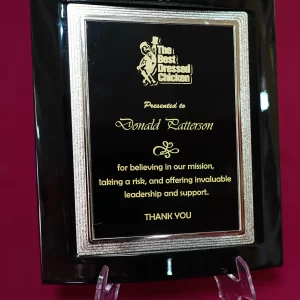 The
Best
Dressed
Chicken
Presented to
Donald Patterson
for believing in our mission,
taking a risk, and offering invaluable
leadership and support.
THANK YOU